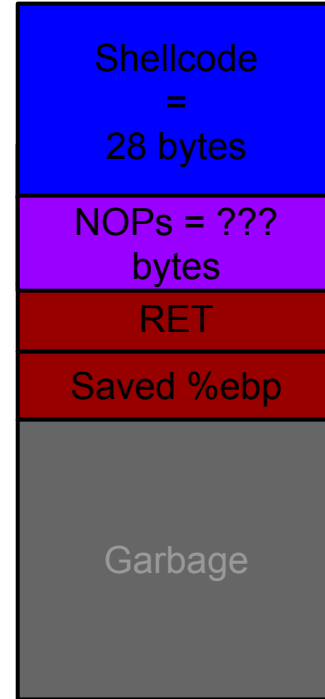 Shellcode
=
28 bytes
NOPs = ???
bytes
RET
Saved %ebp
Garbage